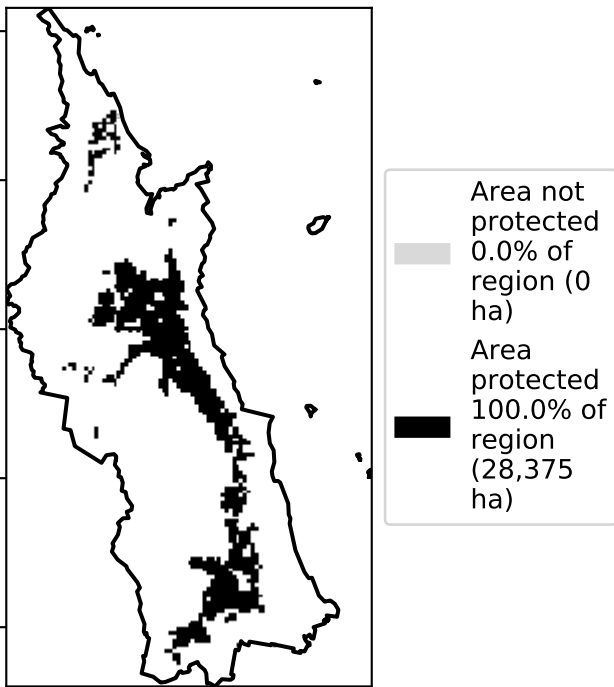 Area not
protected
0.0% of
region (0
ha)
Area
protected
100.0% of
region
(28,375
ha)